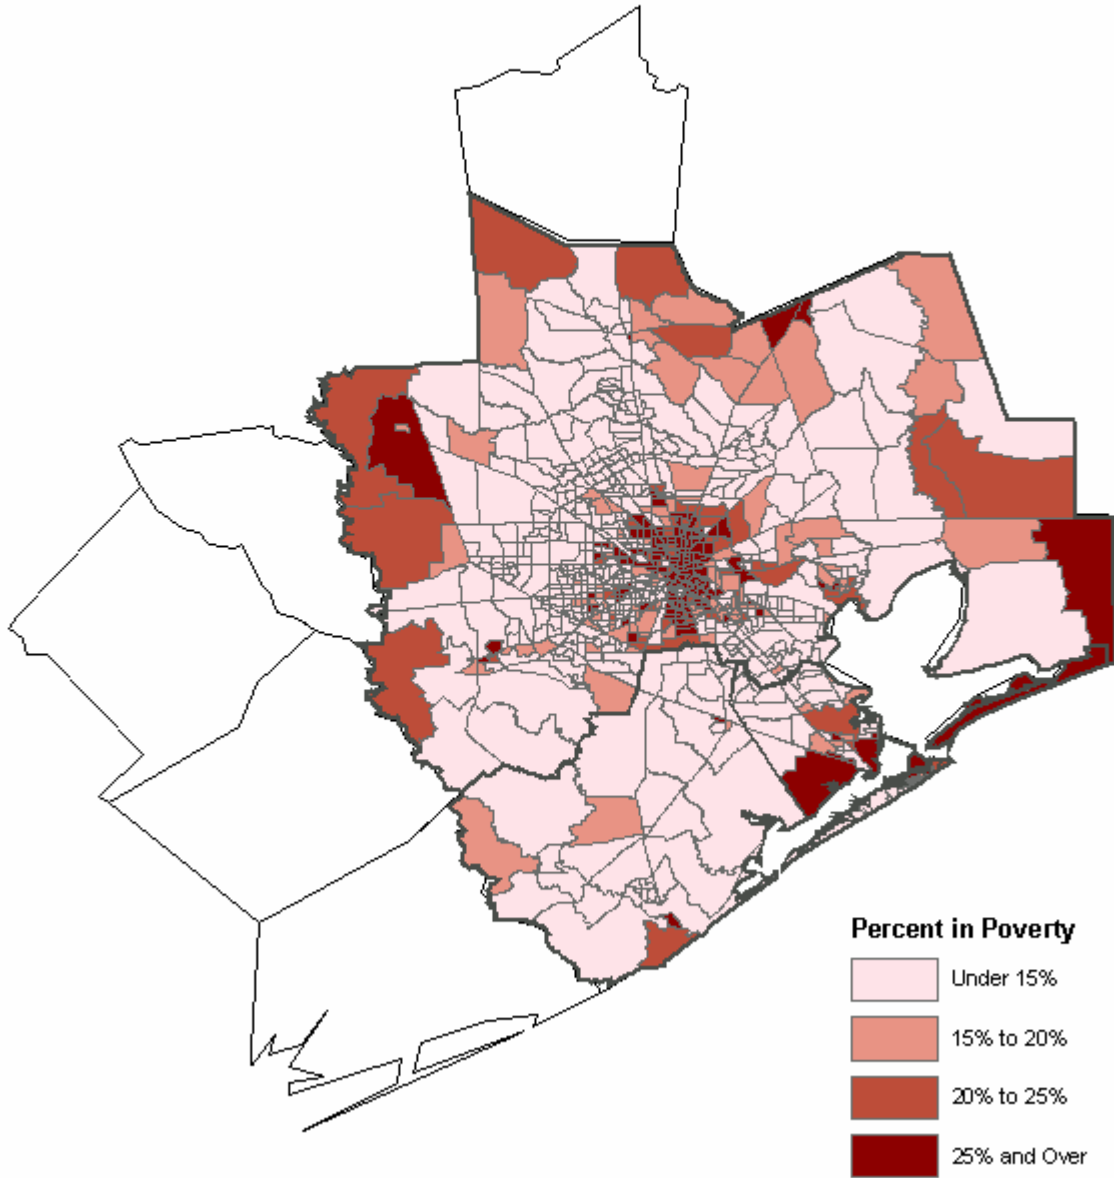 Percent in Poverty
Under 15%
15% to 20%
20% to 25%
25% and Over